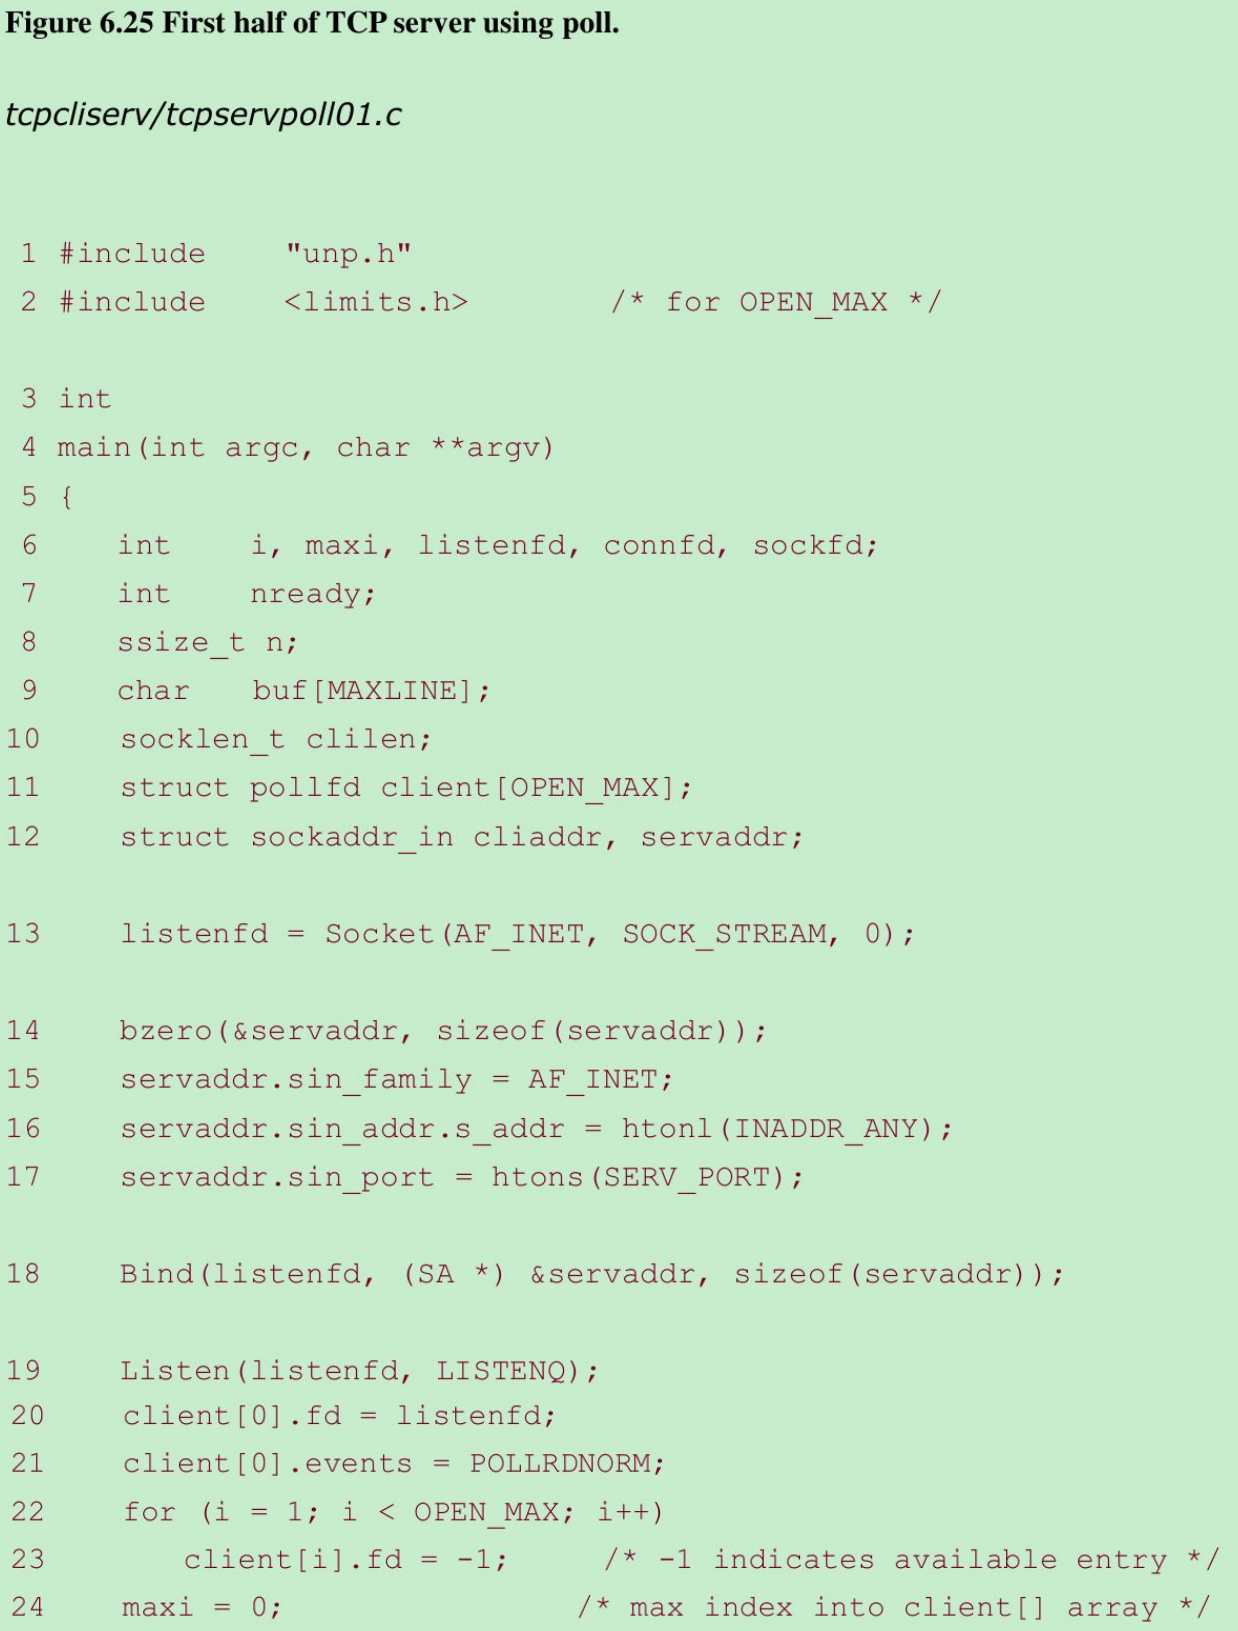 Figure 6.25 First half of TCP server using poll.
tcpcliserv/tcpservpoll01.c
1 #include    "unp.h"
2 #include    <limits.h>        /* for OPEN_MAX */
3 int
4 main(int argc, char **argv)
5 {
6     int    i, maxi, listenfd, connfd, sockfd;
7     int    nready;
8     ssize_t n;
9     char   buf[MAXLINE];
10     socklen_t clilen;
11     struct pollfd client[OPEN_MAX];
12     struct sockaddr_in cliaddr, servaddr;
13     listenfd = Socket(AF_INET, SOCK_STREAM, 0);
14     bzero(&servaddr, sizeof(servaddr));
15     servaddr.sin_family = AF_INET;
16     servaddr.sin_addr.s_addr = htonl(INADDR_ANY);
17     servaddr.sin_port = htons(SERV_PORT);
18     Bind(listenfd, (SA *) &servaddr, sizeof(servaddr));
19     Listen(listenfd, LISTENQ);
20     client[0].fd = listenfd;
21     client[0].events = POLLRDNORM;
22     for (i = 1; i < OPEN_MAX; i++)
23        client[i].fd = -1;     /* -1 indicates available entry */
24     maxi = 0;                /* max index into client[] array */